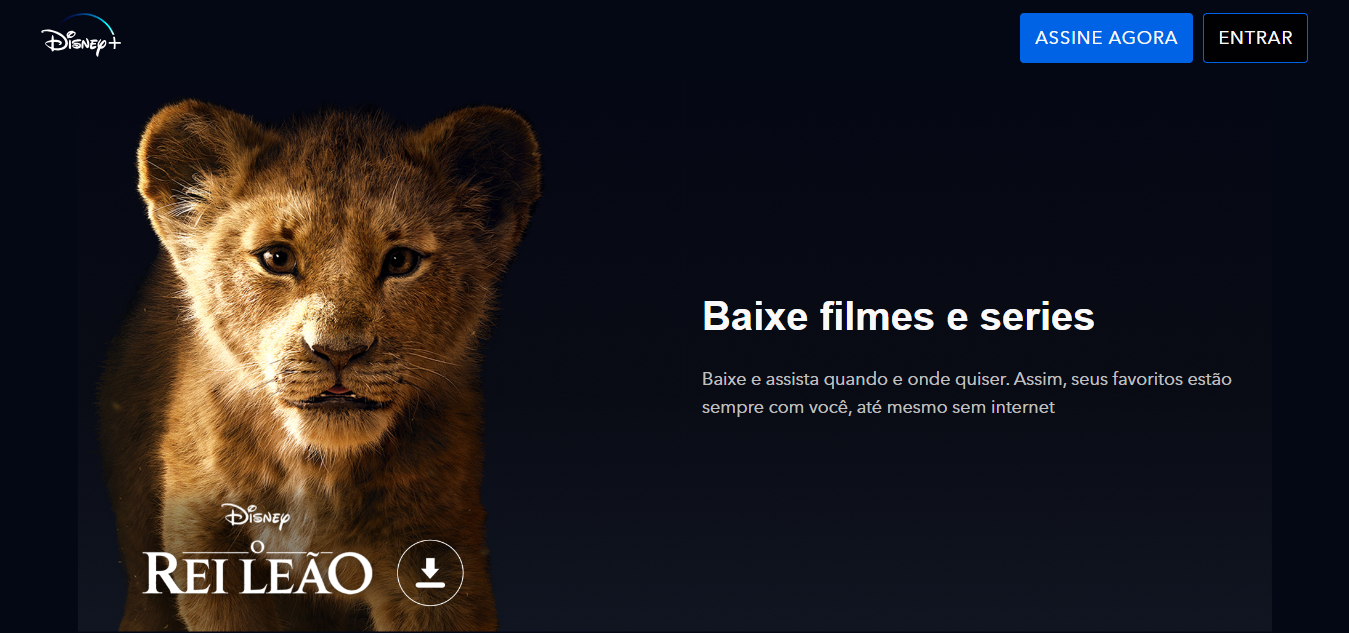 Disney+
ASSINE AGORA
ENTRAR
Baixe filmes e series
Baixe e assista quando e onde quiser. Assim, seus favoritos estão
sempre com você, até mesmo sem internet
Disney
O
REI LEÃO